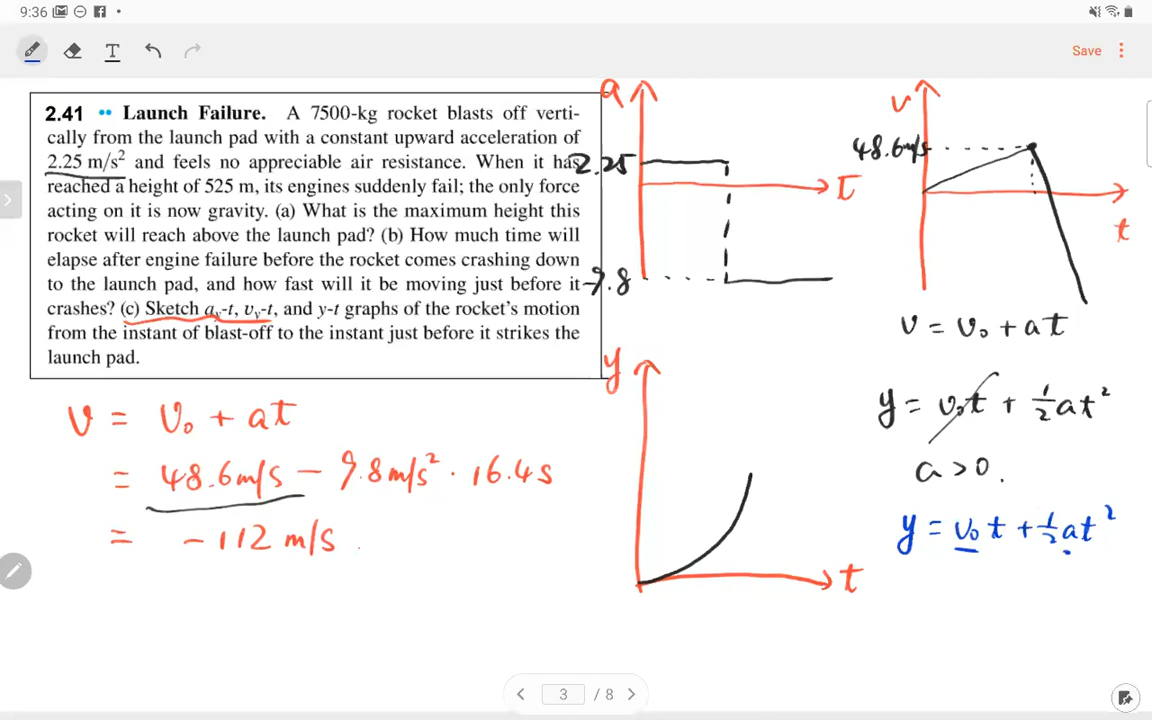 9:36
Save
2.41 •• Launch Failure. A 7500-kg rocket blasts off verti-
cally from the launch pad with a constant upward acceleration of
2.25 m/s² and feels no appreciable air resistance. When it has
reached a height of 525 m, its engines suddenly fail; the only force
acting on it is now gravity. (a) What is the maximum height this
rocket will reach above the launch pad? (b) How much time will
elapse after engine failure before the rocket comes crashing down
to the launch pad, and how fast will it be moving just before it
crashes? (c) Sketch aᵧ-t, vᵧ-t, and y-t graphs of the rocket's motion
from the instant of blast-off to the instant just before it strikes the
launch pad.
v = v₀ + at
= 48.6m/s - 9.8m/s² · 16.4s
= -112 m/s
a
2.25
t
-9.8
v
48.6m/s
t
y
t
v = v₀ + at
y = v₀t + ½at²
a > 0.
y = v₀t + ½at²
3 / 8